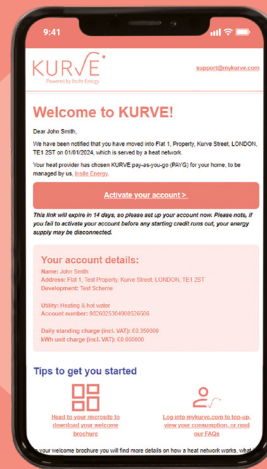 9:41
KURVE
Powered by Insite Energy
support@mykurve.com
Welcome to KURVE!
Dear John Smith,
We have been notified that you have moved into Flat 1, Property, Kurve Street, LONDON,
TE1 2ST on 01/01/2024, which is served by a heat network.
Your heat provider has chosen KURVE pay-as-you-go (PAYG) for your home, to be
managed by us, Insite Energy.
Activate your account >
This link will expire in 14 days, so please set up your account now. Please note, if
you fail to activate your account before any starting credit runs out, your energy
supply may be disconnected.
Your account details:
Name: John Smith
Address: Flat 1, Test Property, Kurve Street, LONDON, TE1 2ST
Development: Test Scheme
Utility: Heating & hot water
Account number:
Daily standing charge (incl. VAT):
kWh unit charge (incl. VAT):
Tips to get you started
Head to your microsite to
download your welcome
brochure
Log into mykurve.com to top-up,
view your consumption, or read
our FAQs
your welcome brochure you will find more details on how a heat network works, what